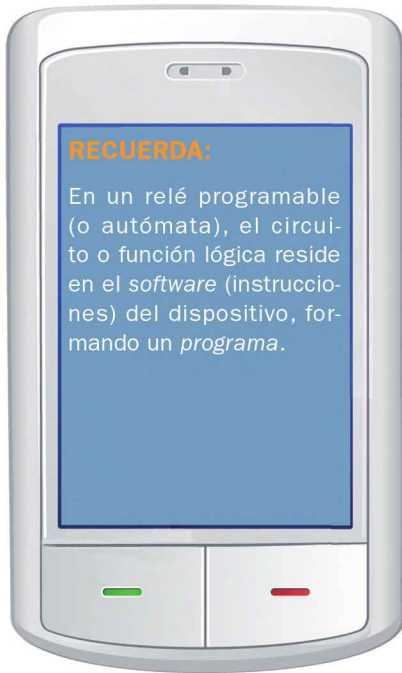 RECUERDA:
En un relé programable
(o autómata), el circui-
to o función lógica reside
en el software (instruccio-
nes) del dispositivo, for-
mando un programa.